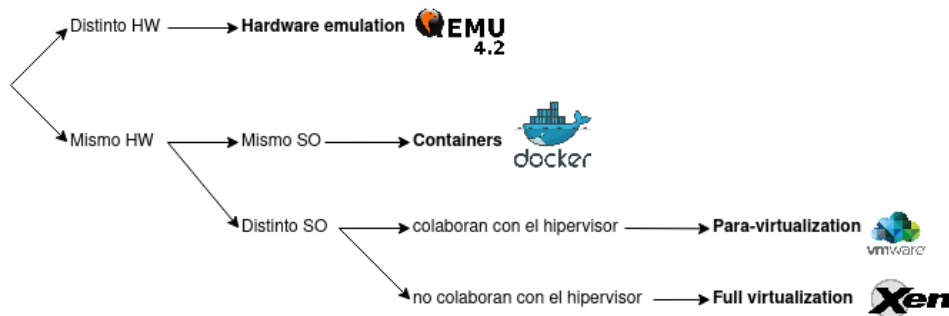 Distinto HW
Hardware emulation
QEMU
4.2
Mismo HW
Mismo SO
Containers
docker
Distinto SO
colaboran con el hipervisor
Para-virtualization
vmware
no colaboran con el hipervisor
Full virtualization
Xen